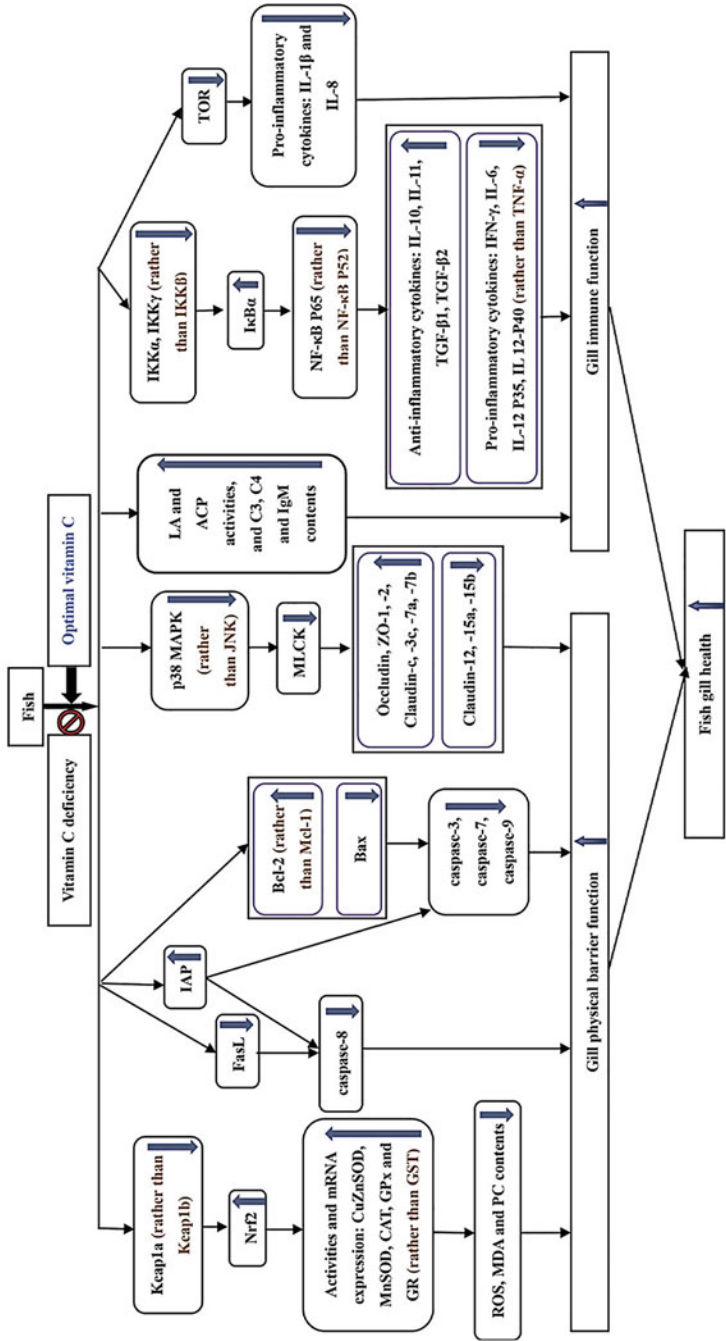 Fish
Vitamin C deficiency
Optimal vitamin C
Keap1a (rather than
Keap1b)
Nrf2
Activities and mRNA
expression: CuZnSOD,
MnSOD, CAT, GPx and
GR (rather than GST)
ROS, MDA and PC contents
FasL
IAP
caspase-8
Bcl-2 (rather
than Mcl-1)
Bax
caspase-3,
caspase-7,
caspase-9
p38 MAPK
(rather
than JNK)
MLCK
Occludin, ZO-1, -2,
Claudin-c, -3c, -7a, -7b
Claudin-12, -15a, -15b
LA and
ACP
activities,
and C3, C4
and IgM
contents
IKKα, IKKγ (rather
than IKKβ)
IκBα
NF-κB P65 (rather
than NF-κB P52)
Anti-inflammatory cytokines: IL-10, IL-11,
TGF-β1, TGF-β2
Pro-inflammatory cytokines: IFN-γ, IL-6,
IL-12 P35, IL 12-P40 (rather than TNF-α)
TOR
Pro-inflammatory
cytokines: IL-1β and
IL-8
Gill physical barrier function
Gill immune function
Fish gill health